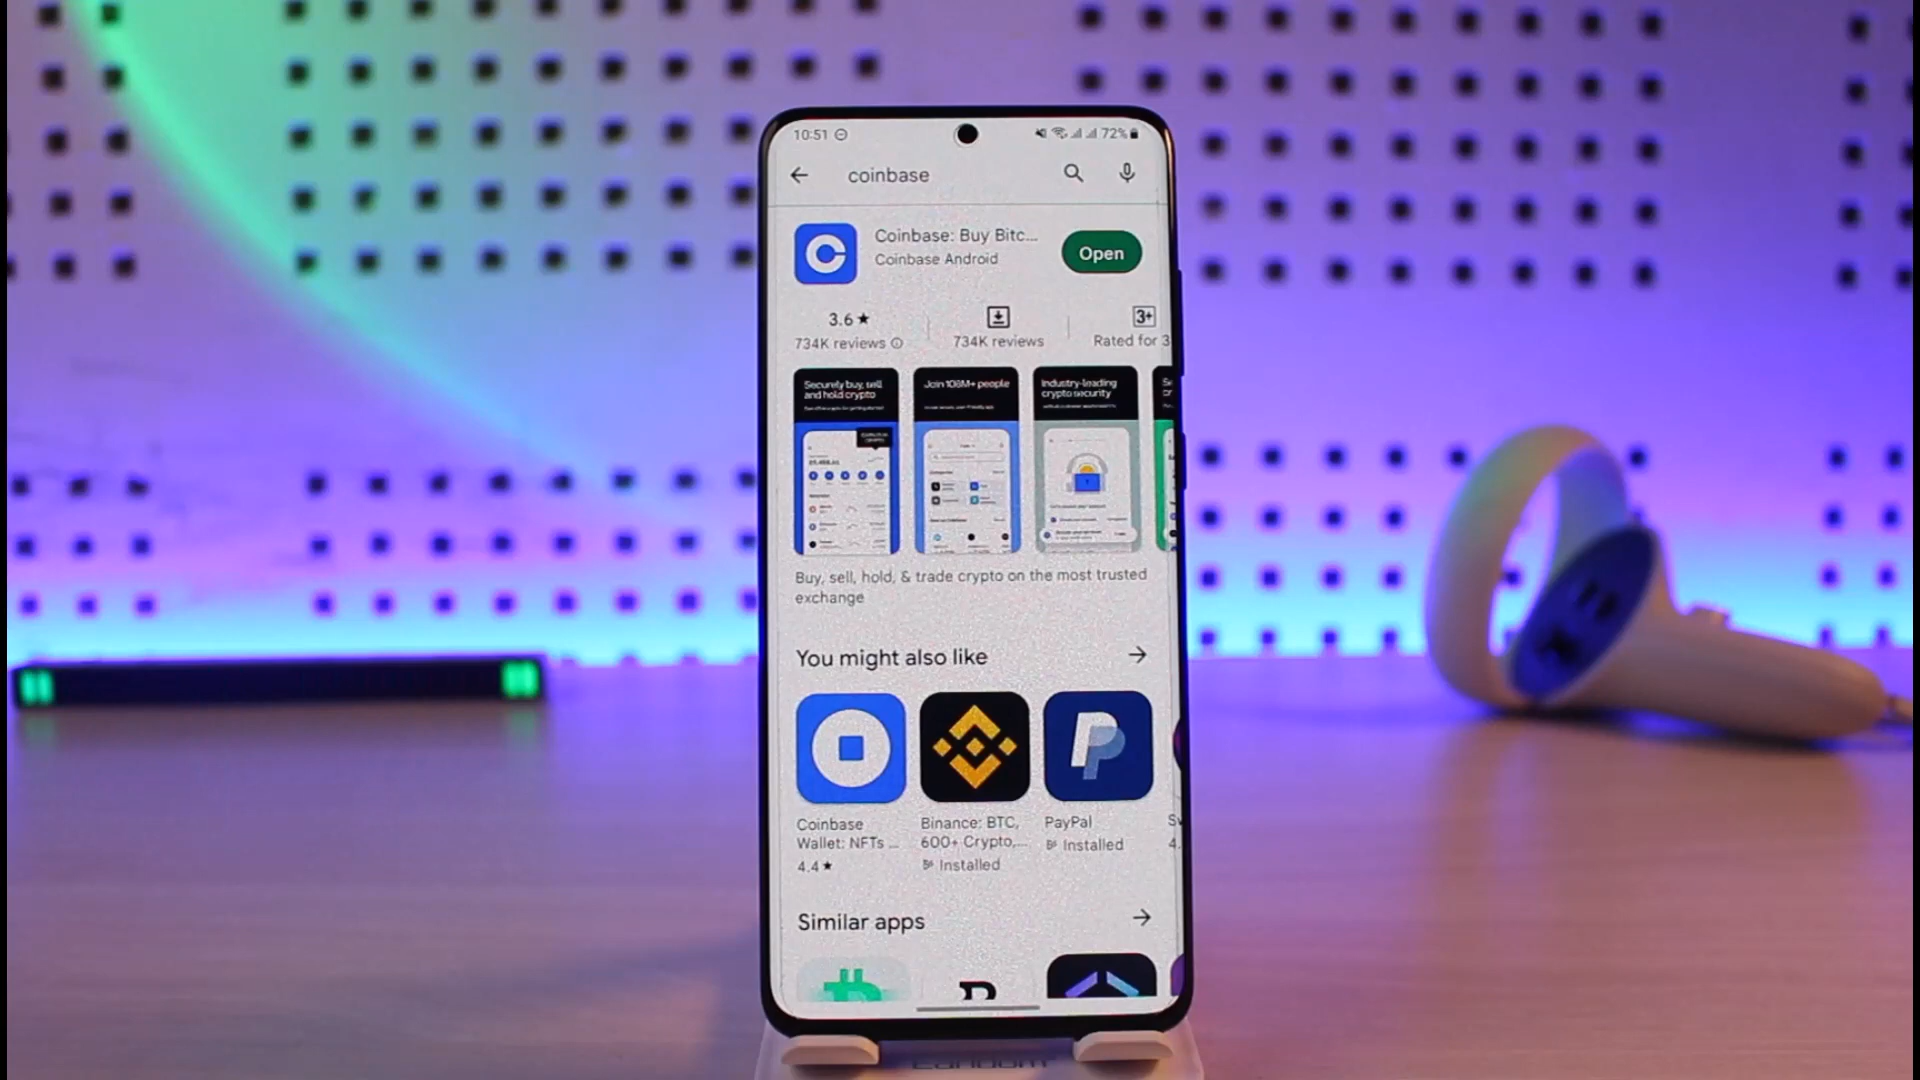 10:51
72%
coinbase
Coinbase: Buy Bitc...
Coinbase Android
Open
3.6★
734K reviews
734K reviews
3+
Rated for 3
Securely buy, sell
and hold crypto
Join 108M+ people
Industry-leading
crypto security
Buy, sell, hold, & trade crypto on the most trusted
exchange
You might also like
Coinbase
Wallet: NFTs ...
4.4★
Binance: BTC,
600+ Crypto,...
Installed
PayPal
Installed
Similar apps